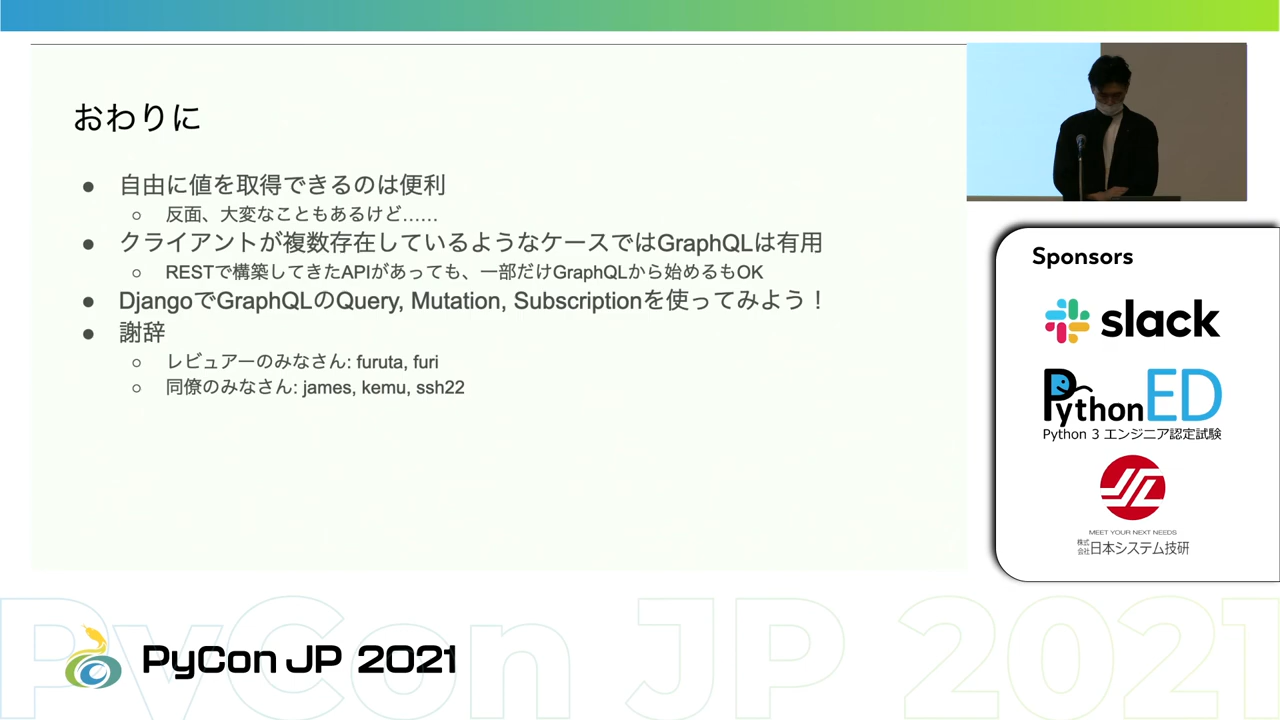 おわりに
自由に値を取得できるのは便利
反面、大変なこともあるけど……
クライアントが複数存在しているようなケースではGraphQLは有用
RESTで構築してきたAPIがあっても、一部だけGraphQLから始めるもOK
DjangoでGraphQLのQuery, Mutation, Subscriptionを使ってみよう！
謝辞
レビュアーのみなさん: furuta, furi
同僚のみなさん: james, kemu, ssh22
Sponsors
slack
PythonED
Python 3 エンジニア認定試験
MEET YOUR NEXT NEEDS
株式会社日本システム技研
PyCon JP 2021
PyCon JP 2021